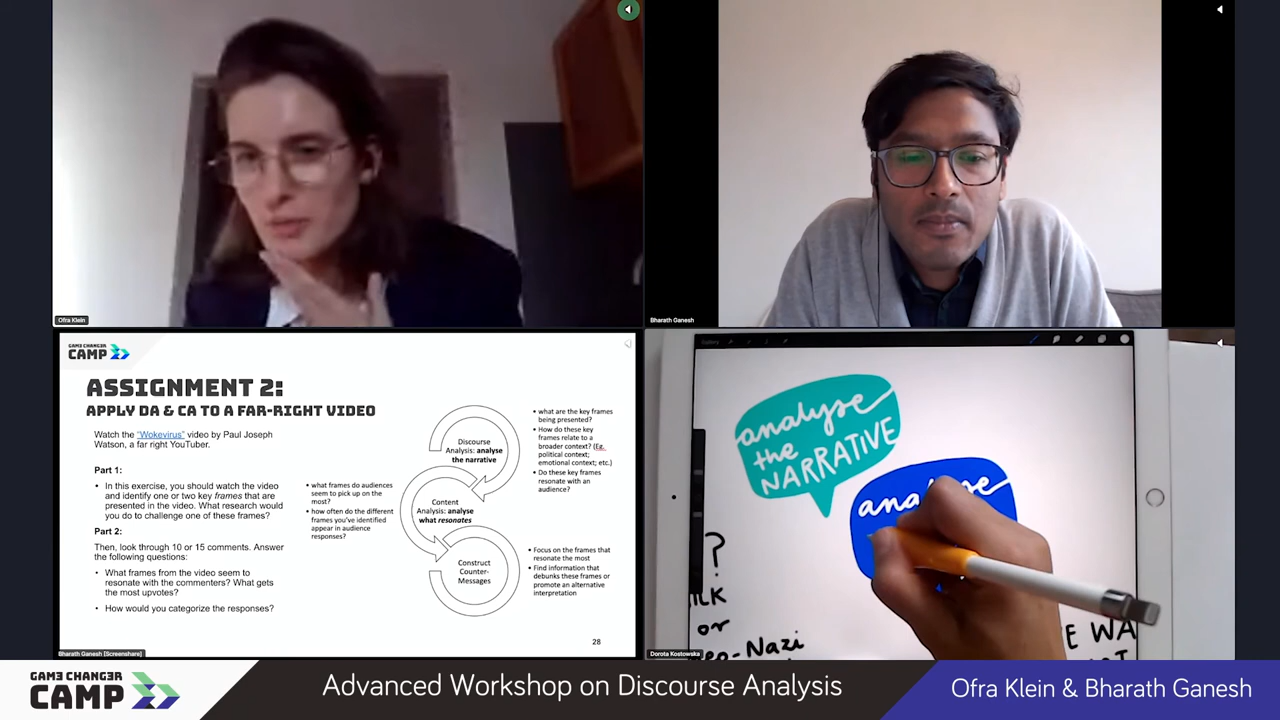 Ofra Klein
Bharath Ganesh
GAM3 CHANG3R
CAMP
ASSIGNMENT 2:
APPLY DA & CA TO A FAR-RIGHT VIDEO
Watch the “Wokevirus” video by Paul Joseph
Watson, a far right YouTuber.
Part 1:
• In this exercise, you should watch the video
and identify one or two key frames that are
presented in the video. What research would
you do to challenge one of these frames?
Part 2:
Then, look through 10 or 15 comments. Answer
the following questions:
• What frames from the video seem to
resonate with the commenters? What gets
the most upvotes?
• How would you categorize the responses?
• what frames do audiences
seem to pick up on the
most?
• how often do the different
frames you’ve identified
appear in audience
responses?
Discourse
Analysis: analyse
the narrative
Content
Analysis: analyse
what resonates
Construct
Counter-
Messages
• what are the key frames
being presented?
• How do these key
frames relate to a
broader context? (Eg.
political context;
emotional context; etc.)
• Do these key frames
resonate with an
audience?
• Focus on the frames that
resonate the most
• Find information that
debunks these frames or
promote an alternative
interpretation
28
Bharath Ganesh [Screenshare]
Gallery
analyse
the
NARRATIVE
analyse
?
or
WA
Dorota Kostowska
GAM3 CHANG3R
CAMP
Advanced Workshop on Discourse Analysis
Ofra Klein & Bharath Ganesh